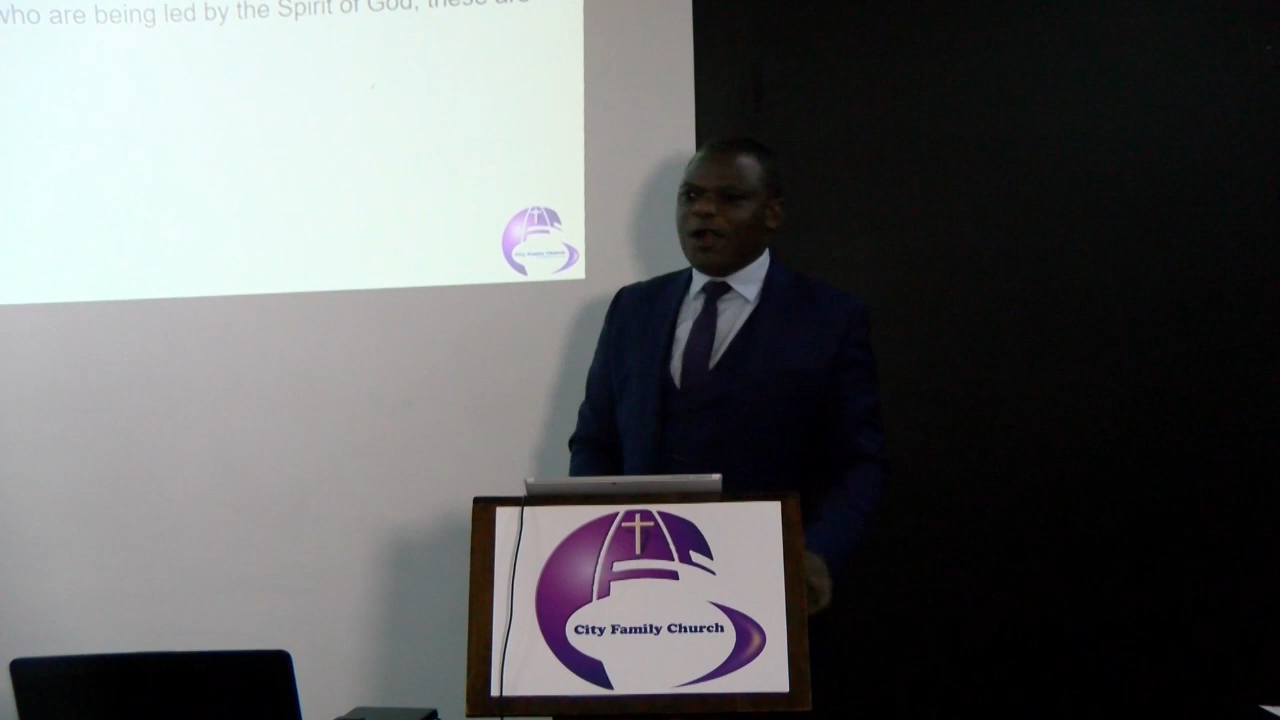 who are being led by the Spirit of God, these are
City Family Church
City Family Church